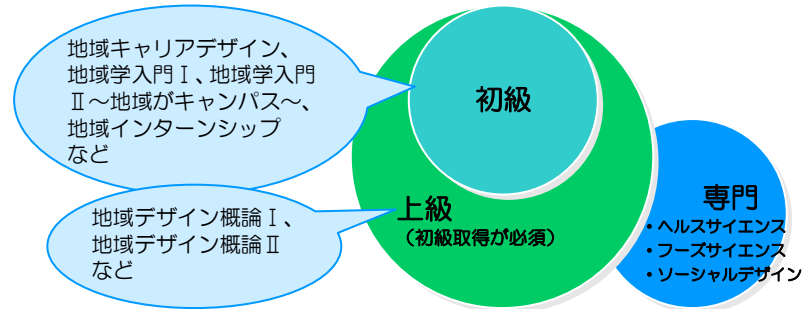 地域キャリアデザイン、
地域学入門Ⅰ、地域学入門
Ⅱ～地域がキャンパス～、
地域インターンシップ
など
初級
地域デザイン概論Ⅰ、
地域デザイン概論Ⅱ
など
上級
（初級取得が必須）
専門
・ヘルスサイエンス
・フーズサイエンス
・ソーシャルデザイン